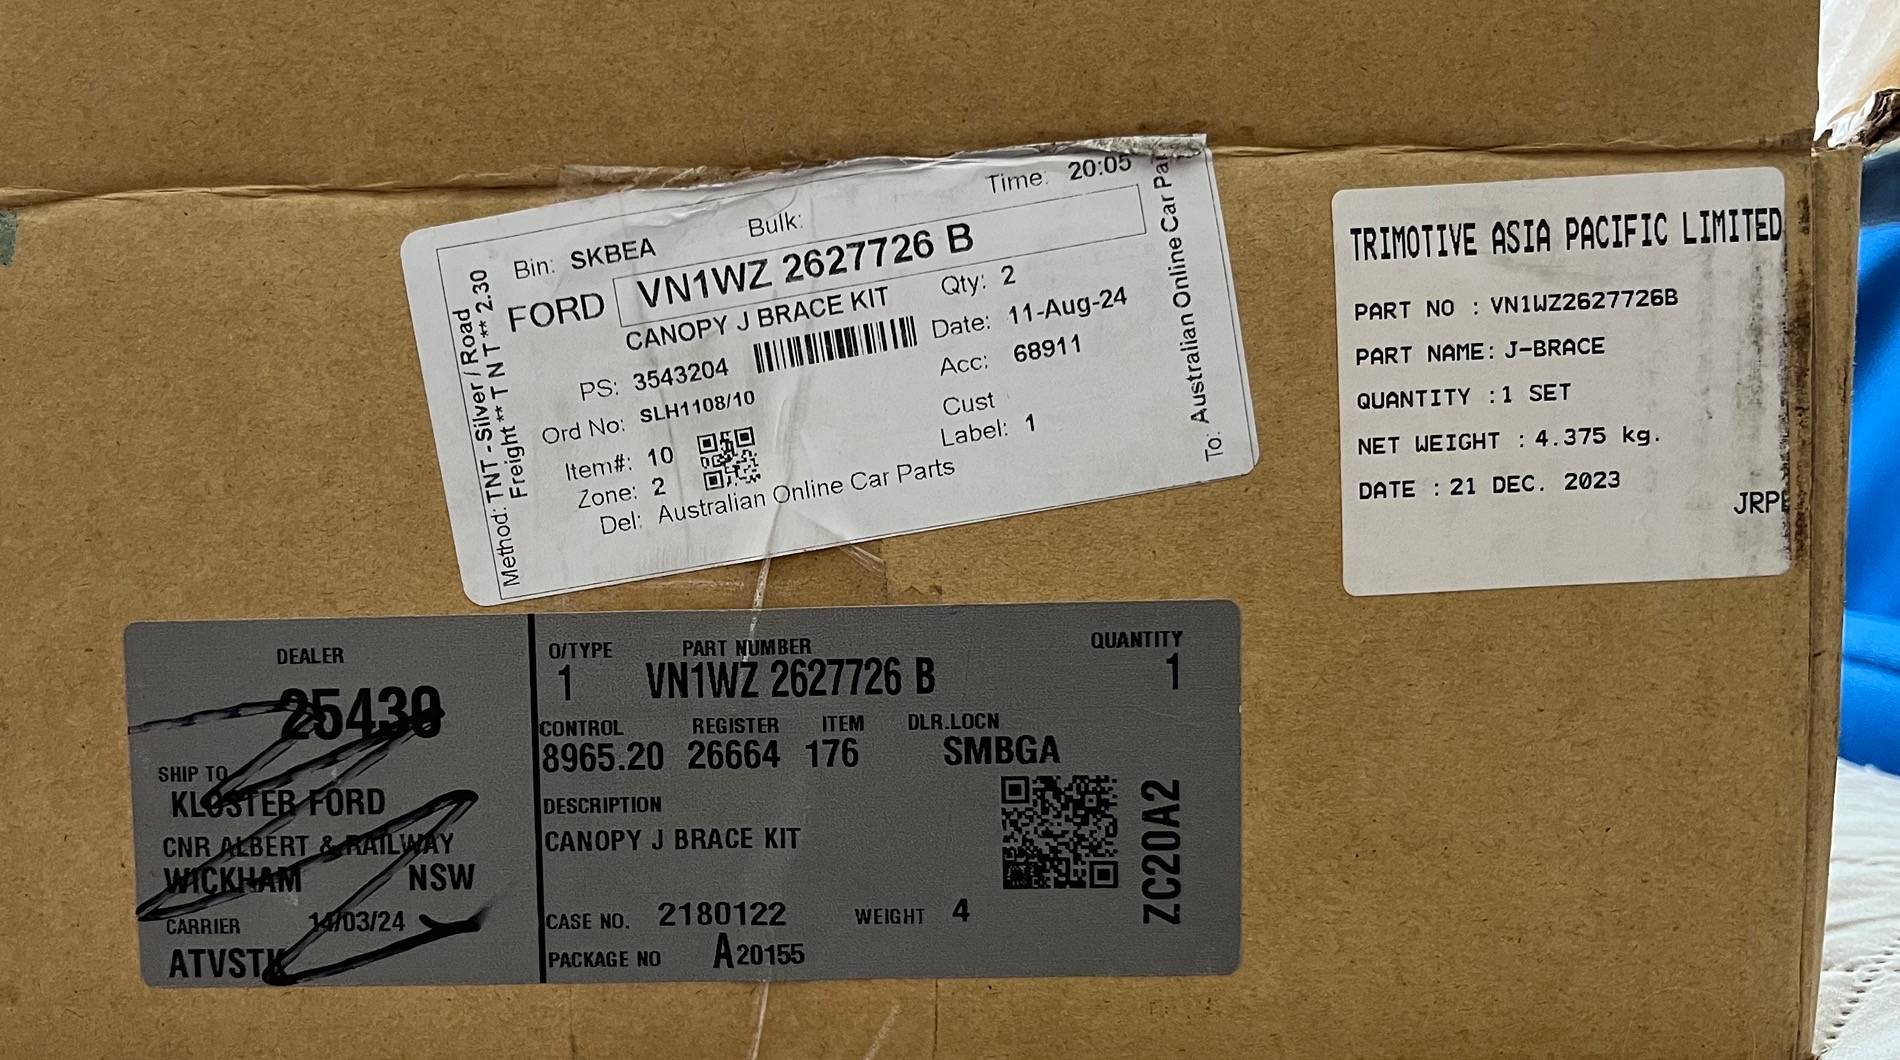 Time: 20:05
Bulk:
Bin: SKBEA
FORD VN1WZ 2627726 B
CANOPY J BRACE KIT
Qty: 2
Date: 11-Aug-24
PS: 3543204
Acc: 68911
Ord No: SLH1108/10
Cust
Label: 1
Item#: 10
Zone: 2
Del: Australian Online Car Parts
Method: TNT - Silver / Road
Freight ** T N T ** 2.30
To: Australian Online Car
TRIMOTIVE ASIA PACIFIC LIMITED
PART NO : VN1WZ2627726B
PART NAME: J-BRACE
QUANTITY :1 SET
NET WEIGHT : 4.375 kg.
DATE : 21 DEC. 2023
DEALER
25430
SHIP TO
KLOSTER FORD
CNR ALBERT & RAILWAY
WICKHAM NSW
CARRIER 14/03/24
ATVSTK
O/TYPE PART NUMBER QUANTITY
1 VN1WZ 2627726 B 1
CONTROL REGISTER ITEM DLR.LOCN
8965.20 26664 176 SMBGA
DESCRIPTION
CANOPY J BRACE KIT
ZC20A2
CASE NO. 2180122 WEIGHT 4
PACKAGE NO A20155